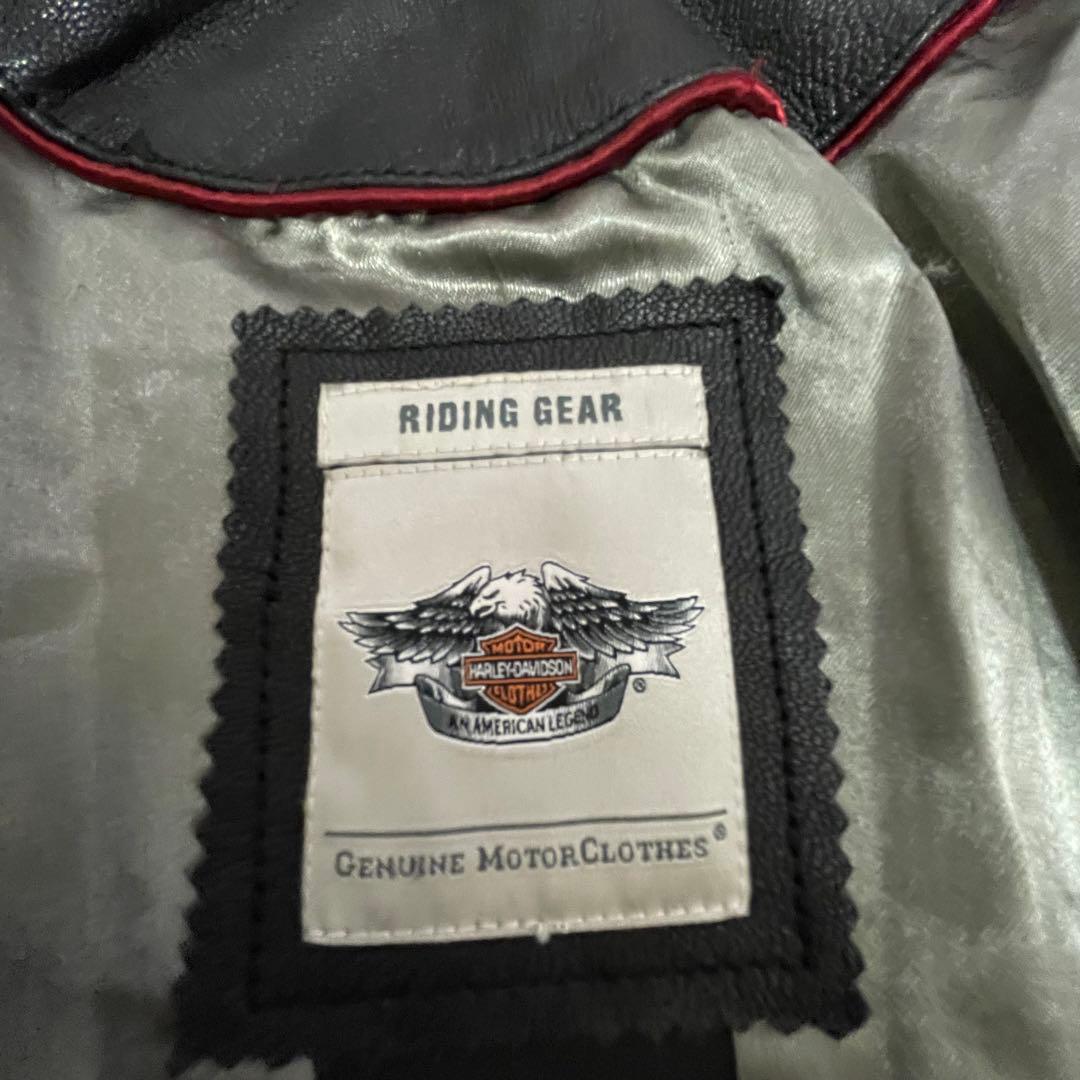 RIDING GEAR
MOTOR
HARLEY-DAVIDSON
CLOTHES
®
AN AMERICAN LEGEND
GENUINE MOTORCLOTHES®